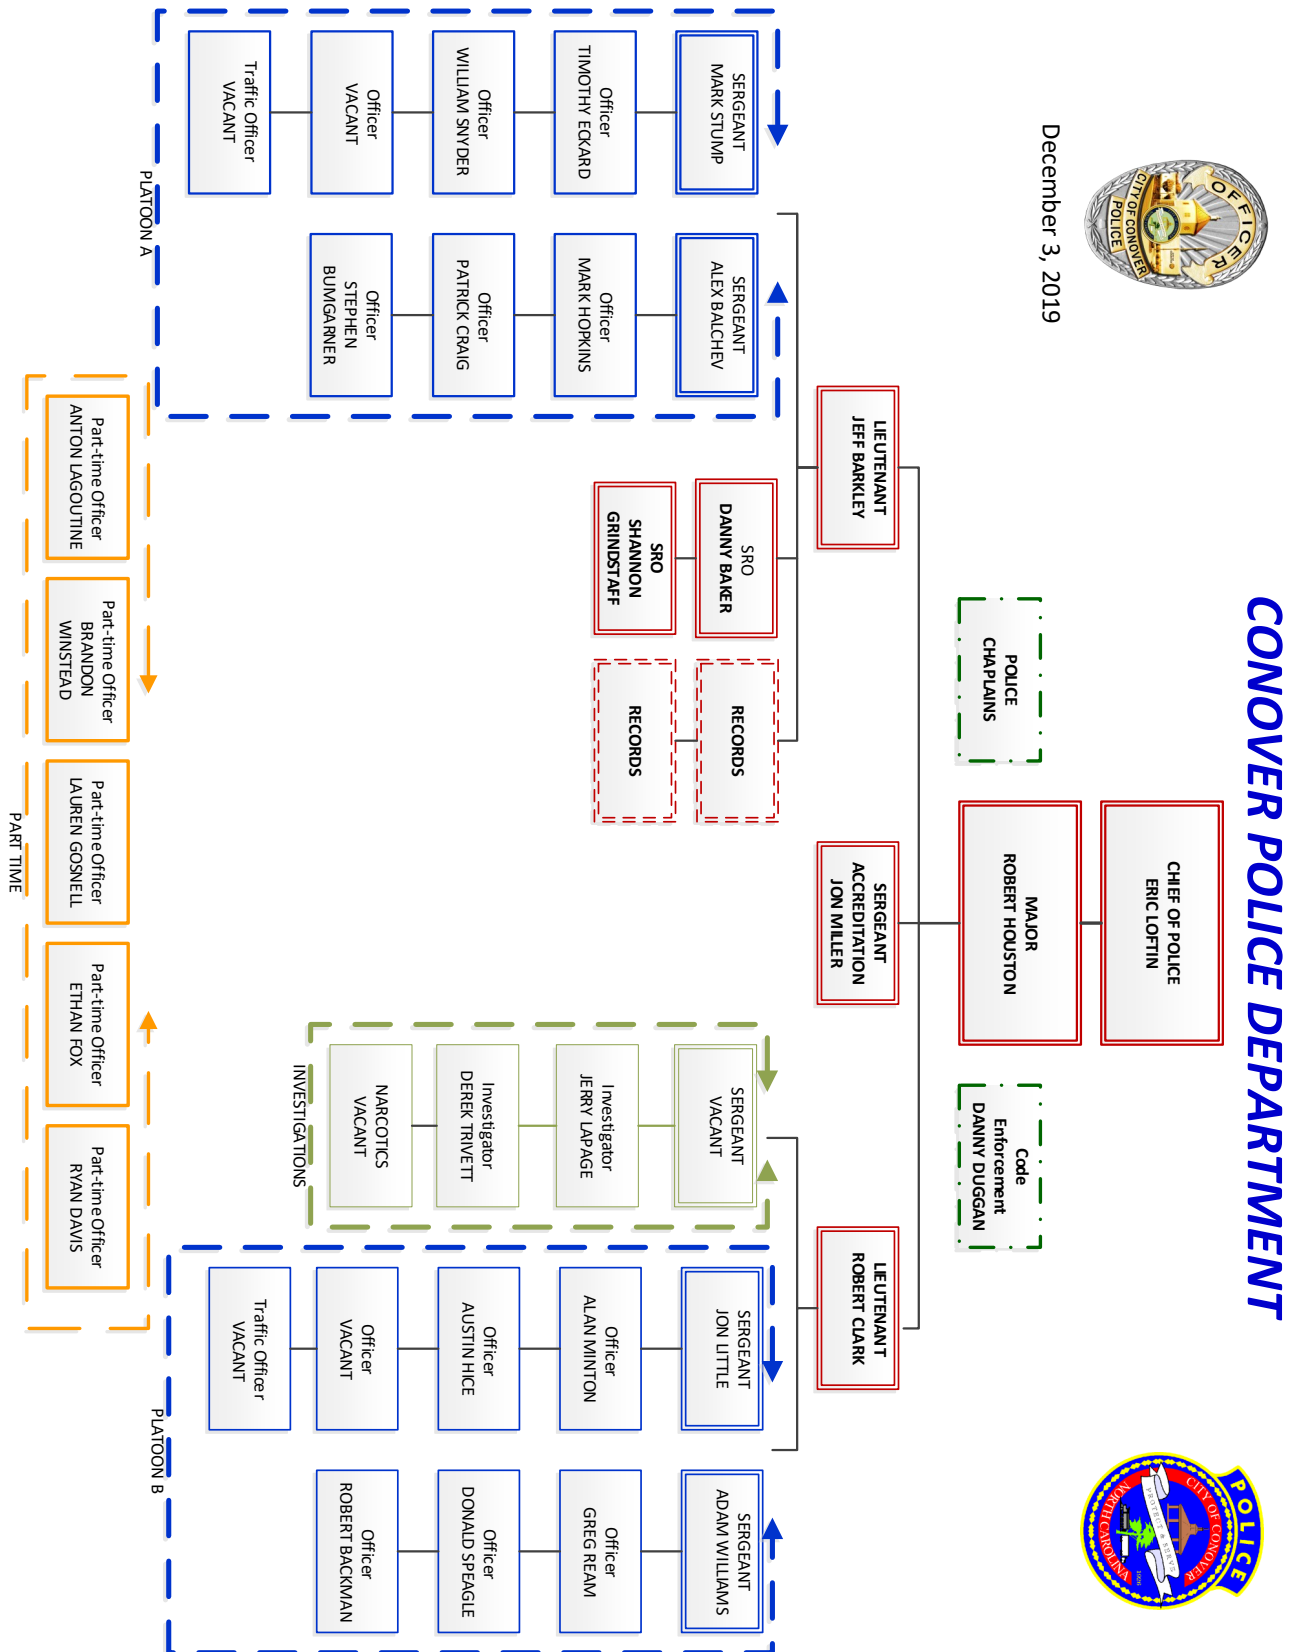 CONOVER POLICE DEPARTMENT
OFFICER
CITY OF CONOVER
POLICE
December 3, 2019
POLICE
CITY OF CONOVER
PROTECT & SERVE
NORTH CAROLINA
CHIEF OF POLICE
ERIC LOFTIN
MAJOR
ROBERT HOUSTON
POLICE
CHAPLAINS
Code
Enforcement
DANNY DUGGAN
LIEUTENANT
JEFF BARKLEY
SERGEANT
ACCREDITATION
JON MILLER
LIEUTENANT
ROBERT CLARK
SERGEANT
MARK STUMP
Officer
TIMOTHY ECKARD
Officer
WILLIAM SNYDER
Officer
VACANT
Traffic Officer
VACANT
SERGEANT
ALEX BALCHEV
Officer
MARK HOPKINS
Officer
PATRICK CRAIG
Officer
STEPHEN
BUMGARNER
PLATOON A
SRO
DANNY BAKER
SRO
SHANNON
GRINDSTAFF
RECORDS
RECORDS
SERGEANT
VACANT
Investigator
JERRY LAPAGE
Investigator
DEREK TRIVETT
NARCOTICS
VACANT
INVESTIGATIONS
SERGEANT
JON LITTLE
Officer
ALAN MINTON
Officer
AUSTIN HICE
Officer
VACANT
Traffic Officer
VACANT
SERGEANT
ADAM WILLIAMS
Officer
GREG REAM
Officer
DONALD SPEAGLE
Officer
ROBERT BACKMAN
PLATOON B
Part-time Officer
ANTON LAGOUTINE
Part-time Officer
BRANDON
WINSTEAD
Part-time Officer
LAUREN GOSNELL
Part-time Officer
ETHAN FOX
Part-time Officer
RYAN DAVIS
PART TIME